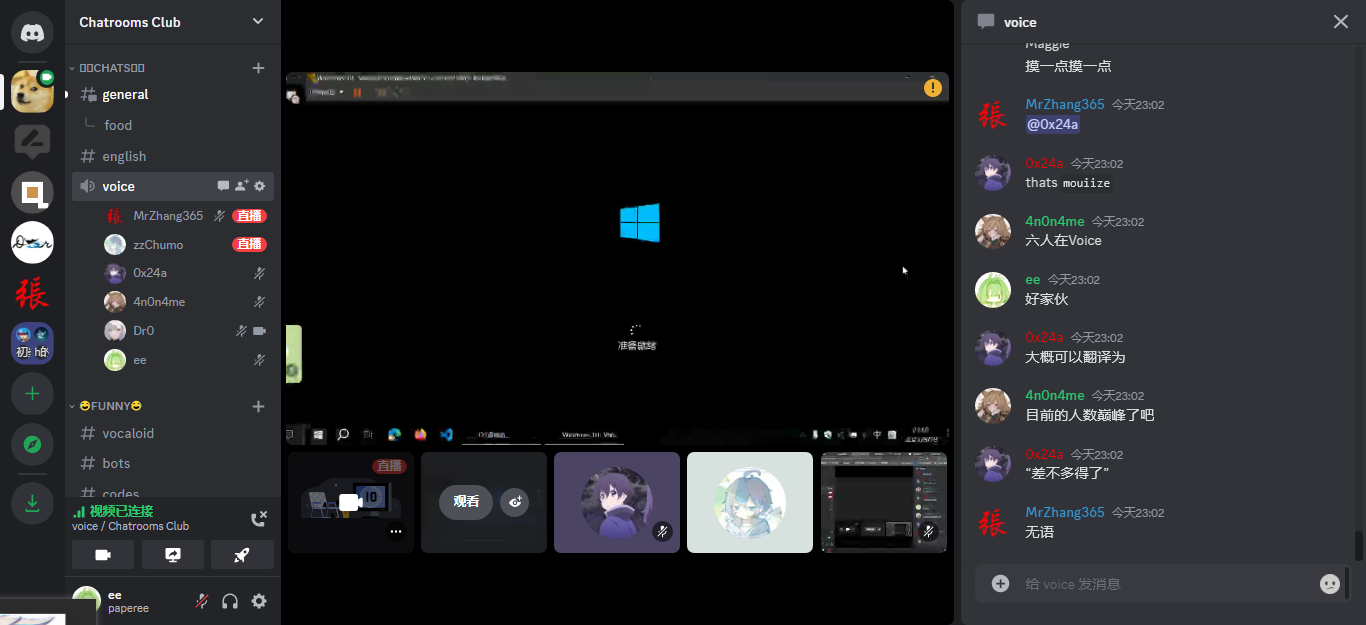 Chatrooms Club
CHATS
general
food
english
voice
MrZhang365
直播
zzChumo
直播
0x24a
4n0n4me
Dr0
ee
FUNNY
vocaloid
bots
codes
视频已连接
voice / Chatrooms Club
ee
paperee
初
准备就绪
中
直播
观看
voice
Maggie
摸一点摸一点
MrZhang365 今天23:02
@0x24a
0x24a 今天23:02
thats mouiize
4n0n4me 今天23:02
六人在Voice
ee 今天23:02
好家伙
0x24a 今天23:02
大概可以翻译为
4n0n4me 今天23:02
目前的人数巅峰了吧
0x24a 今天23:02
“差不多得了”
MrZhang365 今天23:02
无语
给 voice 发消息